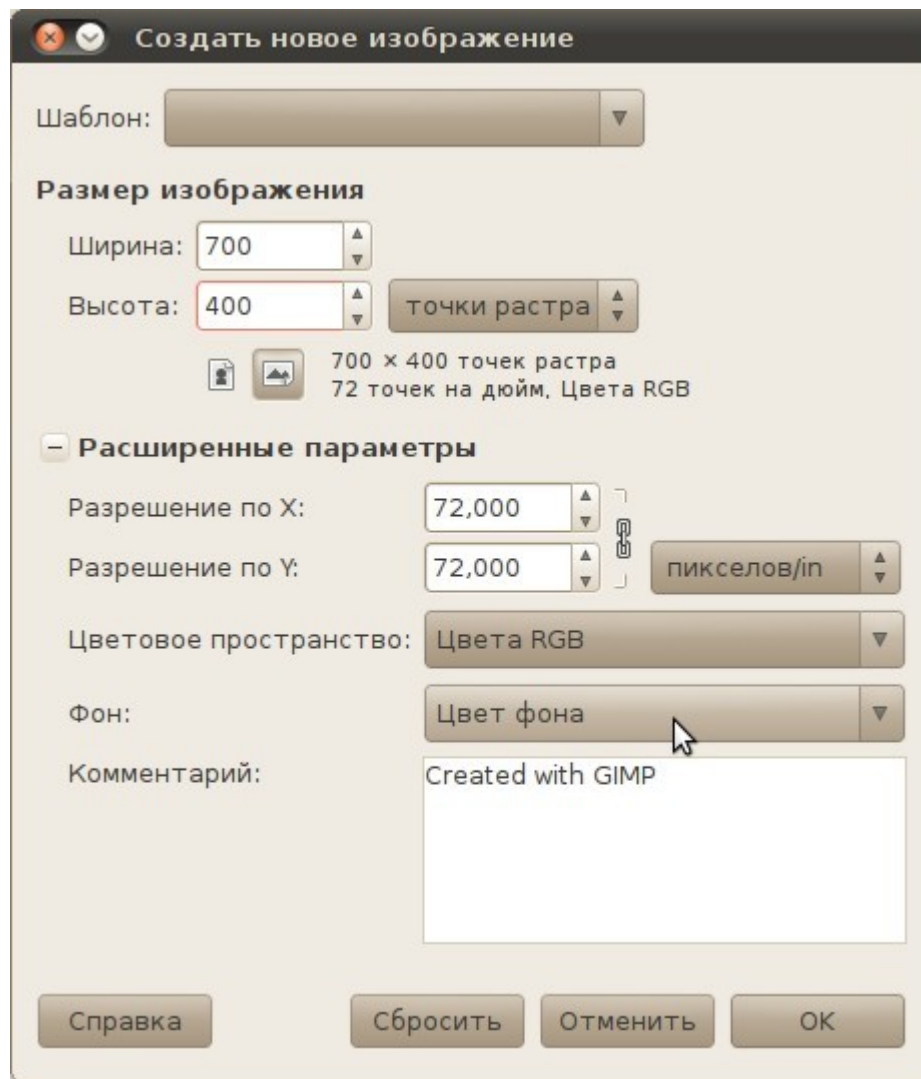 Создать новое изображение
Шаблон:
Размер изображения
Ширина: 700
Высота: 400 точки растра
700 × 400 точек растра
72 точек на дюйм, Цвета RGB
Расширенные параметры
Разрешение по X: 72,000
Разрешение по Y: 72,000 пикселов/in
Цветовое пространство: Цвета RGB
Фон: Цвет фона
Комментарий: Created with GIMP
Справка Сбросить Отменить OK